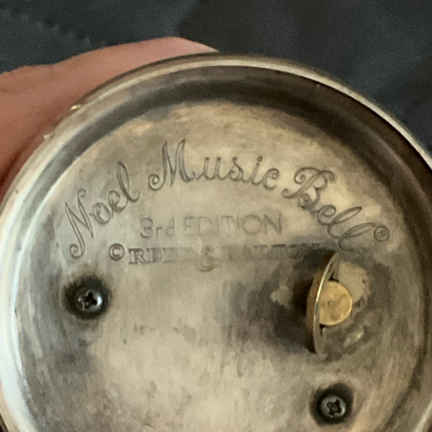 Noel Music Bell©
3rd EDITION
© REED & BARTON